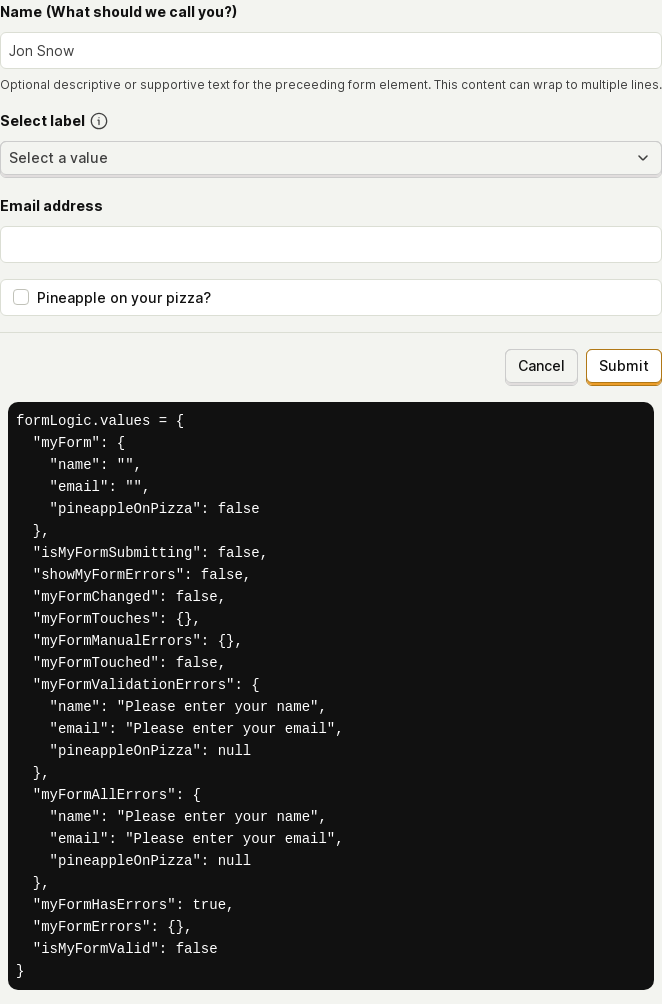 Name (What should we call you?)
Jon Snow
Optional descriptive or supportive text for the preceeding form element. This content can wrap to multiple lines.
Select label
Select a value
Email address
Pineapple on your pizza?
Cancel Submit
formLogic.values = {
  "myForm": {
    "name": "",
    "email": "",
    "pineappleOnPizza": false
  },
  "isMyFormSubmitting": false,
  "showMyFormErrors": false,
  "myFormChanged": false,
  "myFormTouches": {},
  "myFormManualErrors": {},
  "myFormTouched": false,
  "myFormValidationErrors": {
    "name": "Please enter your name",
    "email": "Please enter your email",
    "pineappleOnPizza": null
  },
  "myFormAllErrors": {
    "name": "Please enter your name",
    "email": "Please enter your email",
    "pineappleOnPizza": null
  },
  "myFormHasErrors": true,
  "myFormErrors": {},
  "isMyFormValid": false
}